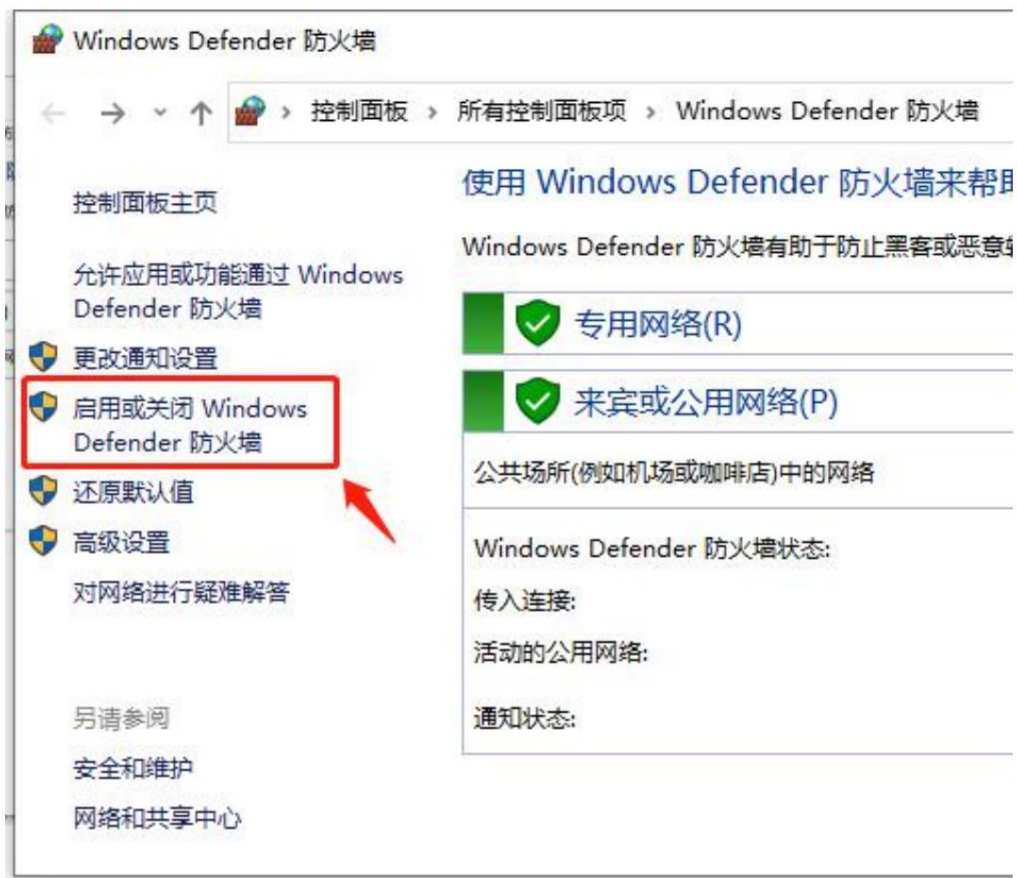 Windows Defender 防火墙
控制面板 › 所有控制面板项 › Windows Defender 防火墙
控制面板主页
允许应用或功能通过 Windows
Defender 防火墙
更改通知设置
启用或关闭 Windows
Defender 防火墙
还原默认值
高级设置
对网络进行疑难解答
另请参阅
安全和维护
网络和共享中心
使用 Windows Defender 防火墙来帮
Windows Defender 防火墙有助于防止黑客或恶意
专用网络(R)
来宾或公用网络(P)
公共场所(例如机场或咖啡店)中的网络
Windows Defender 防火墙状态:
传入连接:
活动的公用网络:
通知状态: